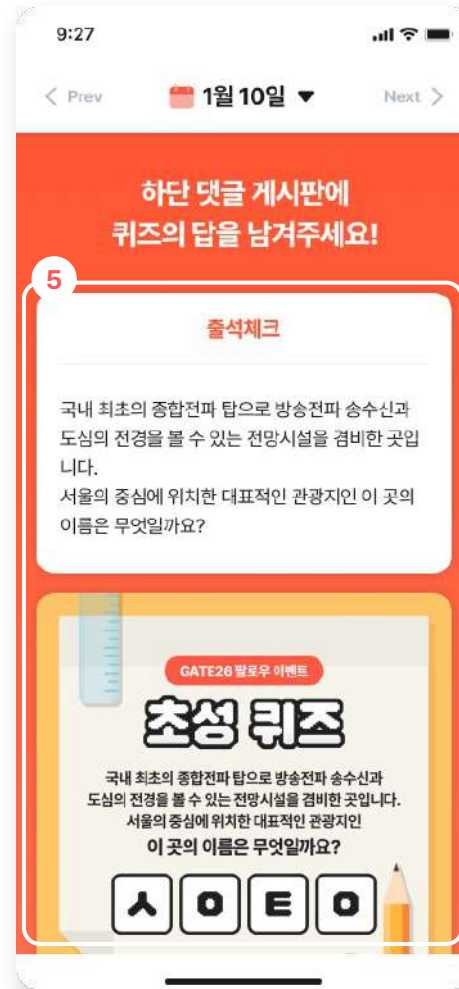 9:27
< Prev
1월 10일 ▼
Next >
하단 댓글 게시판에
퀴즈의 답을 남겨주세요!
5
출석체크
국내 최초의 종합전파 탑으로 방송전파 송수신과
도심의 전경을 볼 수 있는 전망시설을 겸비한 곳입
니다.
서울의 중심에 위치한 대표적인 관광지인 이 곳의
이름은 무엇일까요?
GATE26 팔로우 이벤트
초성 퀴즈
국내 최초의 종합전파 탑으로 방송전파 송수신과
도심의 전경을 볼 수 있는 전망시설을 겸비한 곳입니다.
서울의 중심에 위치한 대표적인 관광지인
이 곳의 이름은 무엇일까요?
ㅅㅇㅌㅇ